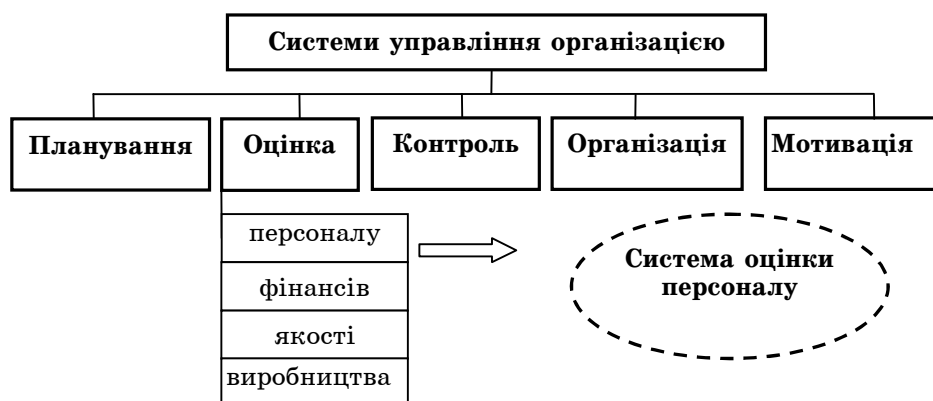 Системи управління організацією
Планування
Оцінка
Контроль
Організація
Мотивація
персоналу
фінансів
якості
виробництва
Система оцінки
персоналу